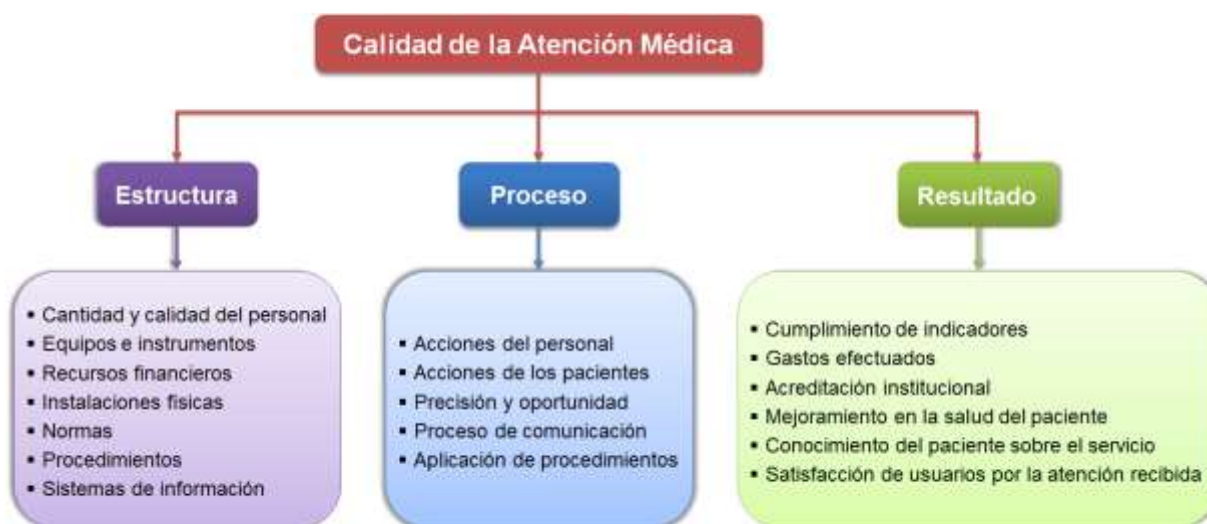 Calidad de la Atención Médica
Estructura
▪ Cantidad y calidad del personal
▪ Equipos e instrumentos
▪ Recursos financieros
▪ Instalaciones físicas
▪ Normas
▪ Procedimientos
▪ Sistemas de información
Proceso
▪ Acciones del personal
▪ Acciones de los pacientes
▪ Precisión y oportunidad
▪ Proceso de comunicación
▪ Aplicación de procedimientos
Resultado
▪ Cumplimiento de indicadores
▪ Gastos efectuados
▪ Acreditación institucional
▪ Mejoramiento en la salud del paciente
▪ Conocimiento del paciente sobre el servicio
▪ Satisfacción de usuarios por la atención recibida